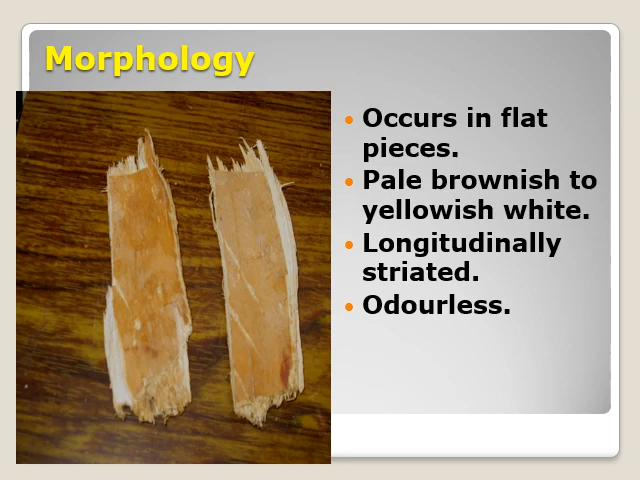 Morphology
Occurs in flat
pieces.
Pale brownish to
yellowish white.
Longitudinally
striated.
Odourless.